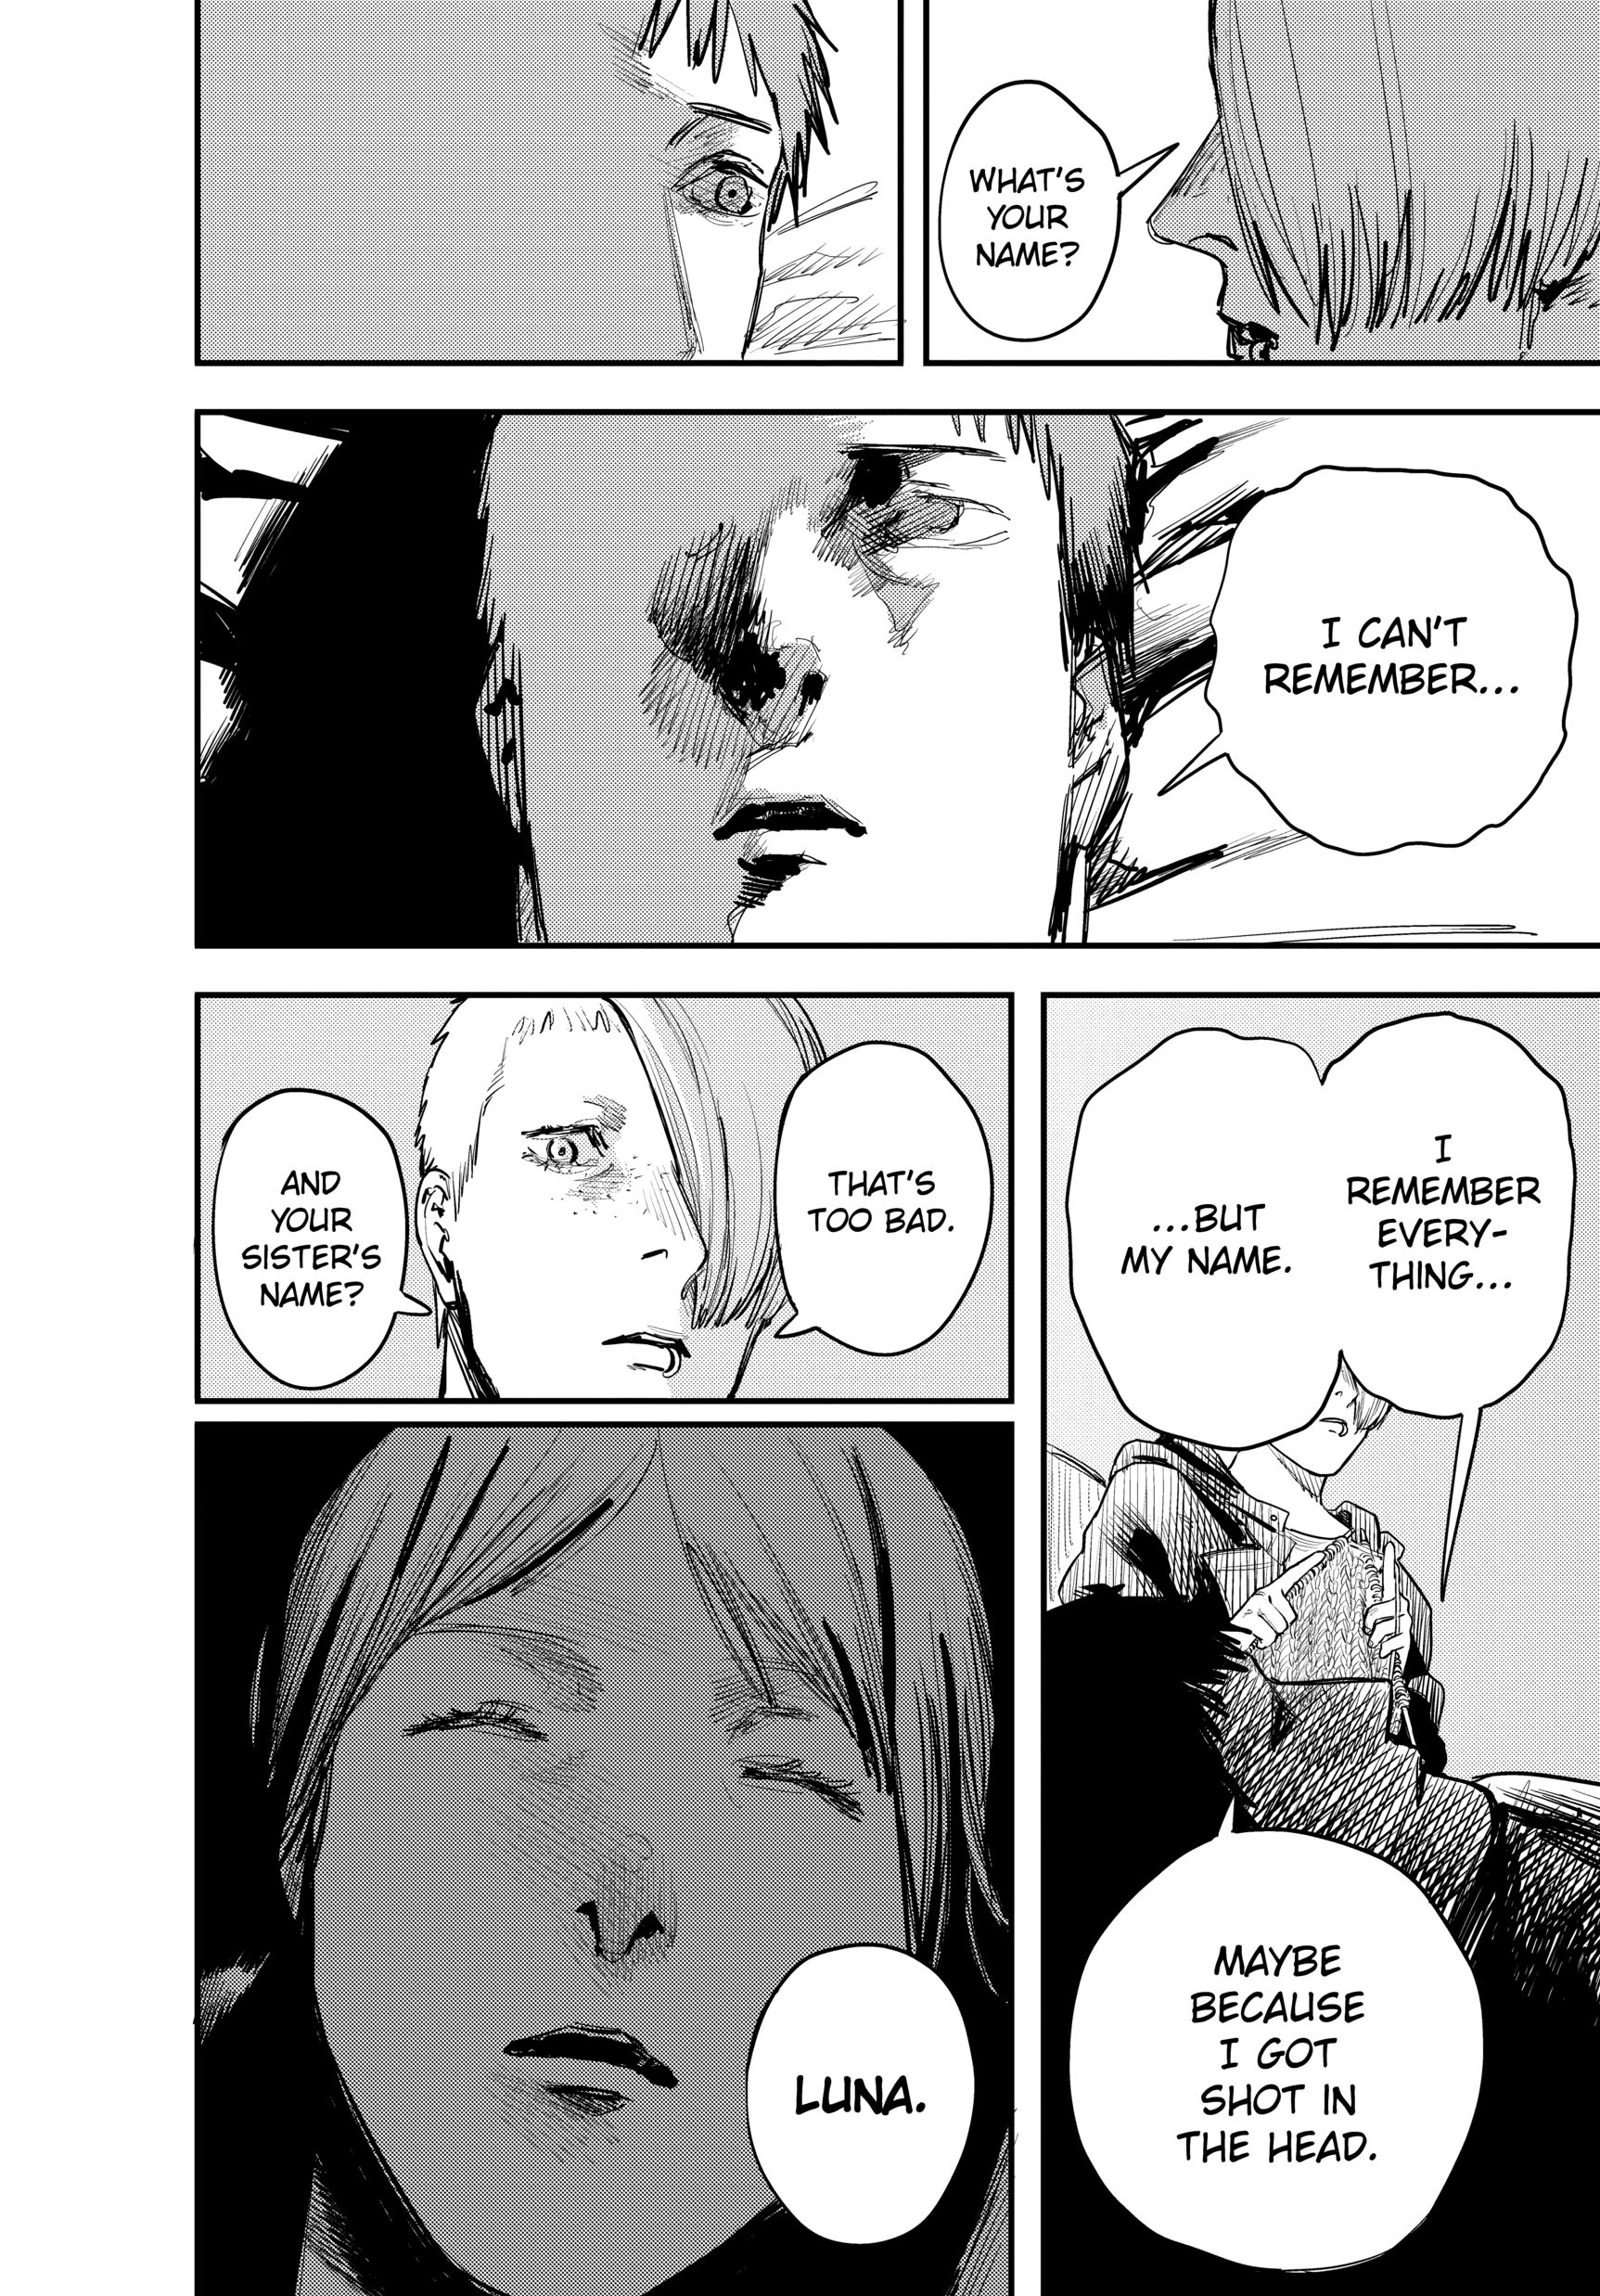 WHAT'S
YOUR
NAME?
I CAN'T
REMEMBER...
I
REMEMBER
EVERY-
THING...
...BUT
MY NAME.
MAYBE
BECAUSE
I GOT
SHOT IN
THE HEAD.
THAT'S
TOO BAD.
AND
YOUR
SISTER'S
NAME?
LUNA.